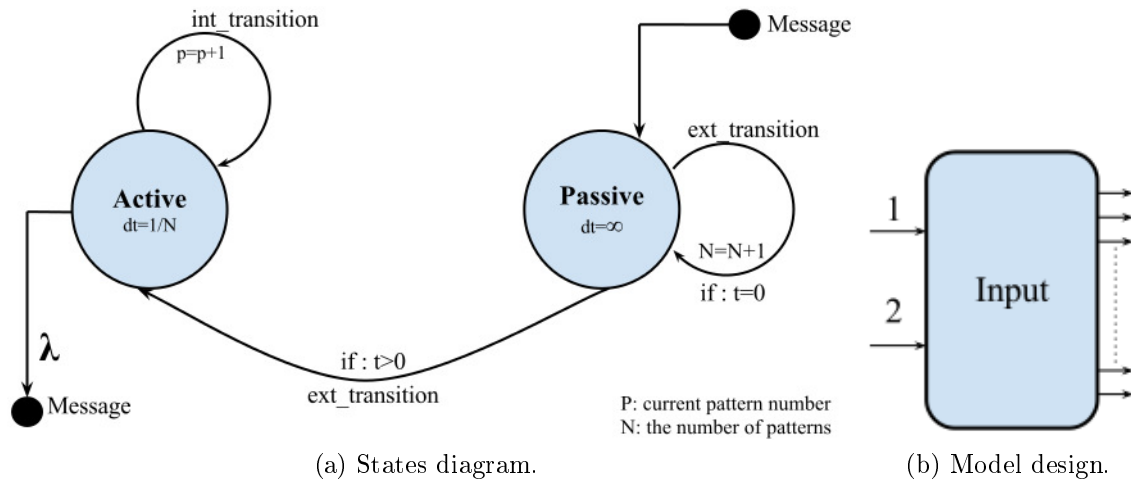 int_transition
p=p+1
Message
ext_transition
Active
dt=1/N
Passive
dt=∞
N=N+1
if : t=0
1
2
Input
λ
if : t>0
ext_transition
Message
P: current pattern number
N: the number of patterns
(a) States diagram.
(b) Model design.